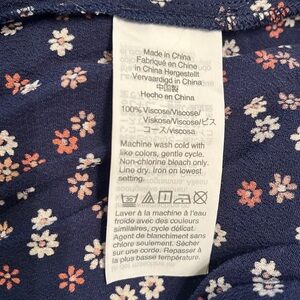 Made in China
Fabriqué en Chine
in China Hergestellt
Vervaardigd in China
中国製
Hecho en China
100% Viscose/Viscose/
Viskose/Viscose/ビス
コース/viscosa
Machine wash cold with
like colors, gentle cycle.
Non-chlorine bleach only.
Line dry. Iron on lowest
setting.
Laver à la machine à l'eau
froide avec des couleurs
similaires, cycle délicat.
Agent de blanchiment sans
chlore seulement. Sécher
sur une corde. Repasser à
la plus basse température.